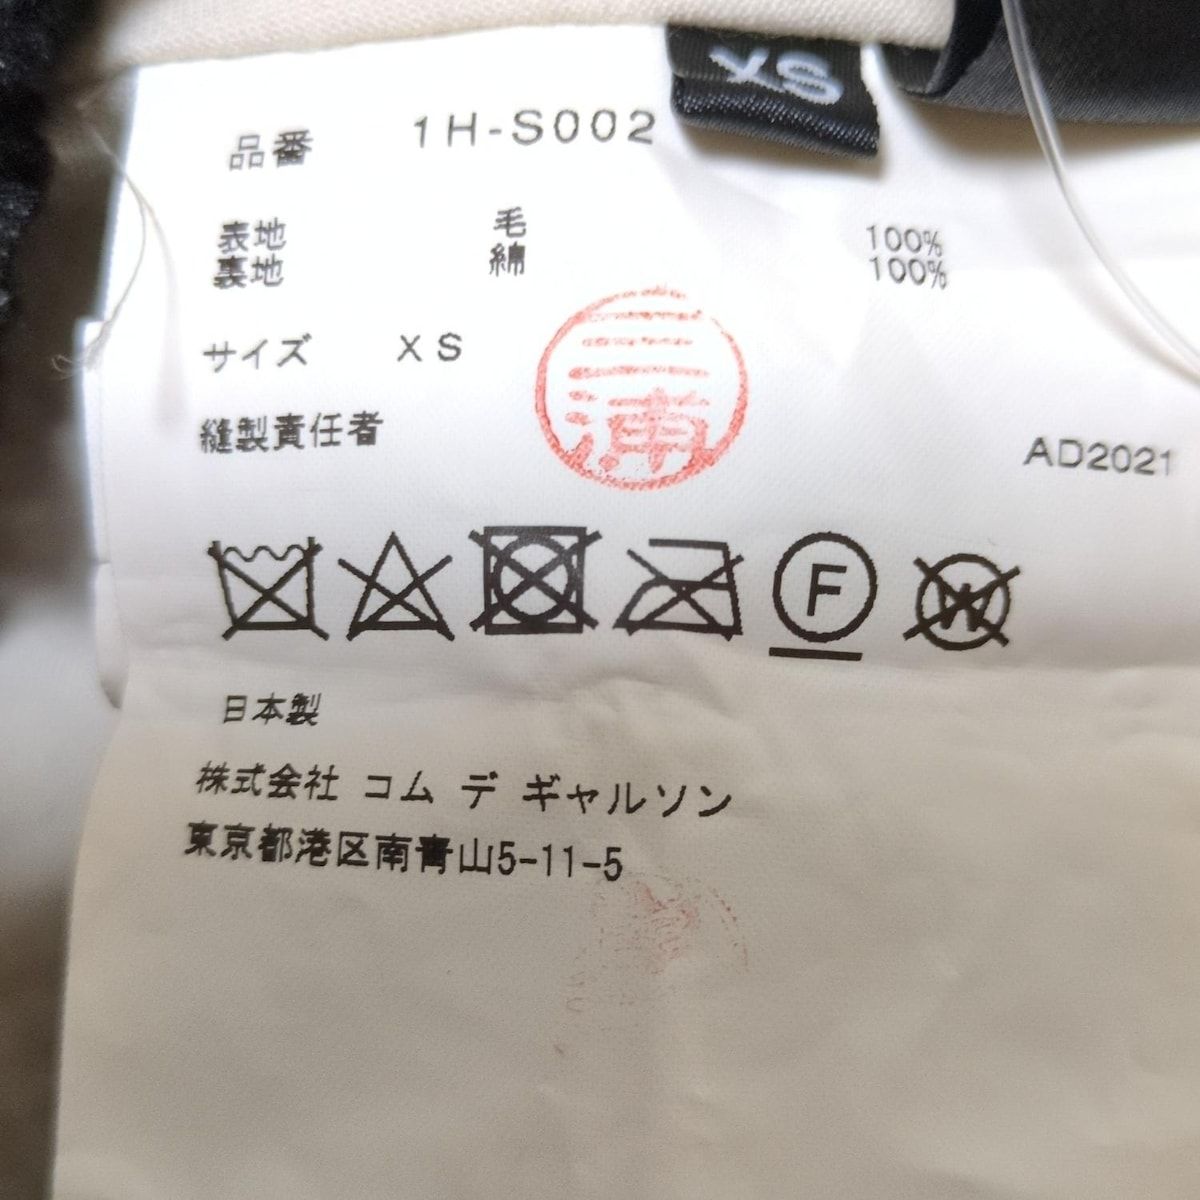 XS
品番 1H-S002
表地 毛 100%
裏地 綿 100%
サイズ XS
三浦
縫製責任者
AD2021
F
W
日本製
株式会社 コム デ ギャルソン
東京都港区南青山5-11-5